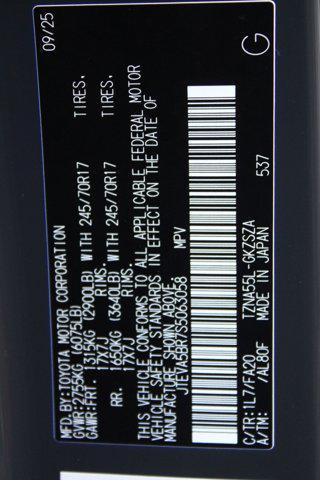 MFD.BY:TOYOTA MOTOR CORPORATION 09/25
GVWR:2755KG (6075LB)
GAWR:FRT. 1315KG (2900LB) WITH 245/70R17 TIRES.
17X7J RIMS.
RR. 1650KG (3640LB) WITH 245/70R17 TIRES.
17X7J RIMS.
THIS VEHICLE CONFORMS TO ALL APPLICABLE FEDERAL MOTOR
VEHICLE SAFETY STANDARDS IN EFFECT ON THE DATE OF
MANUFACTURE SHOWN ABOVE.
MPV
C/TR:1L7/FA20 TZNA55L-GKZSZA
A/TM: /AL80F MADE IN JAPAN 537
G